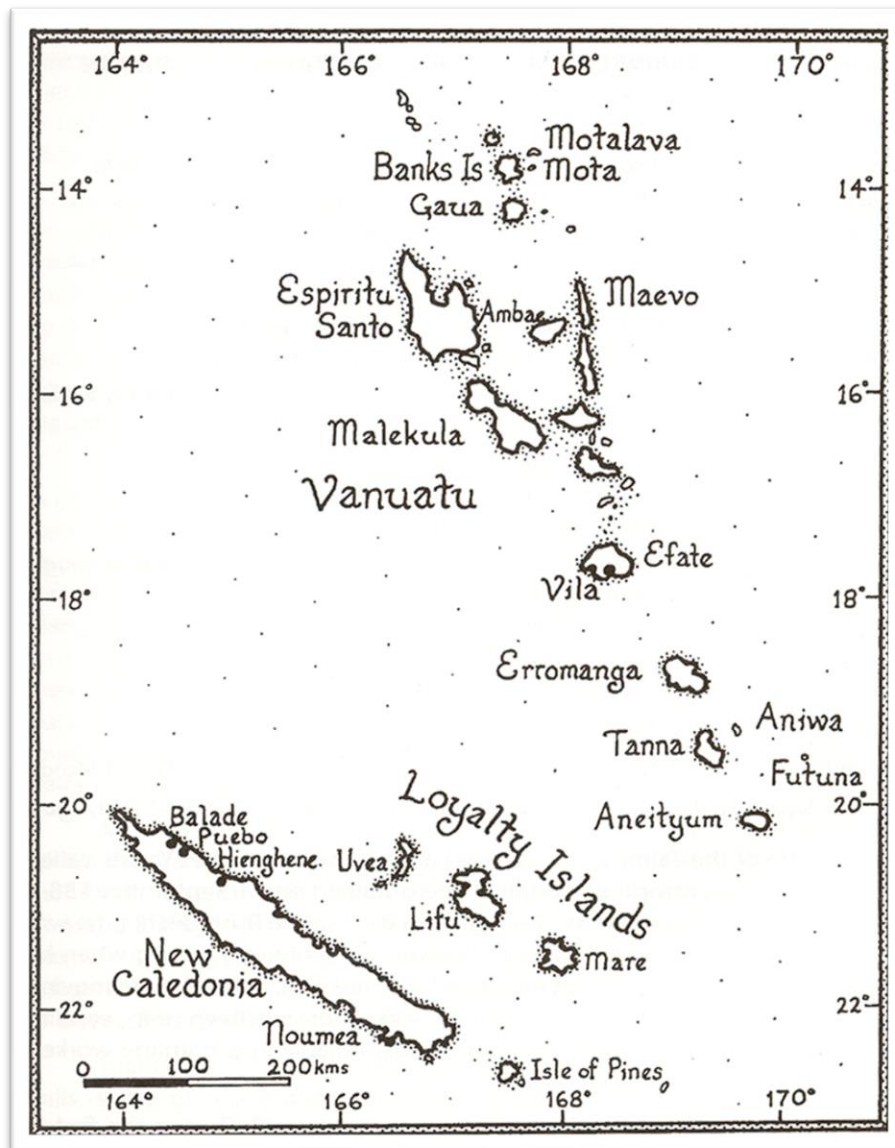 164°
166°
168°
170°
Motalava
Banks Is
Mota
14°
14°
Gaua
Espiritu
Santo
Ambae
Maevo
16°
16°
Malekula
Vanuatu
Efate
Vila
18°
18°
Erromanga
Aniwa
Tanna
Futuna
20°
20°
Loyalty Islands
Aneityum
Balade
Puebo
Hienghene
Uvea
Lifu
Mare
New
Caledonia
22°
22°
Noumea
0 100 200 kms
Isle of Pines
164°
166°
168°
170°